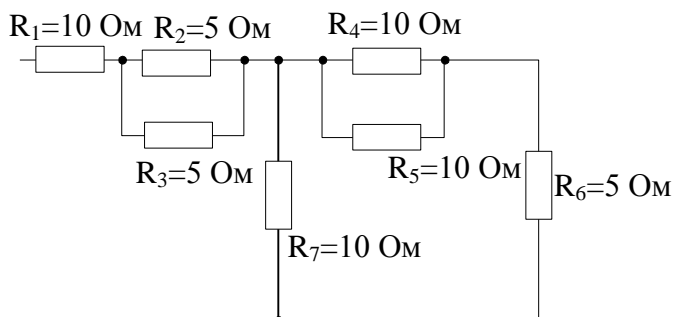 R₁=10 Ом R₂=5 Ом R₄=10 Ом
R₃=5 Ом R₅=10 Ом R₆=5 Ом
R₇=10 Ом